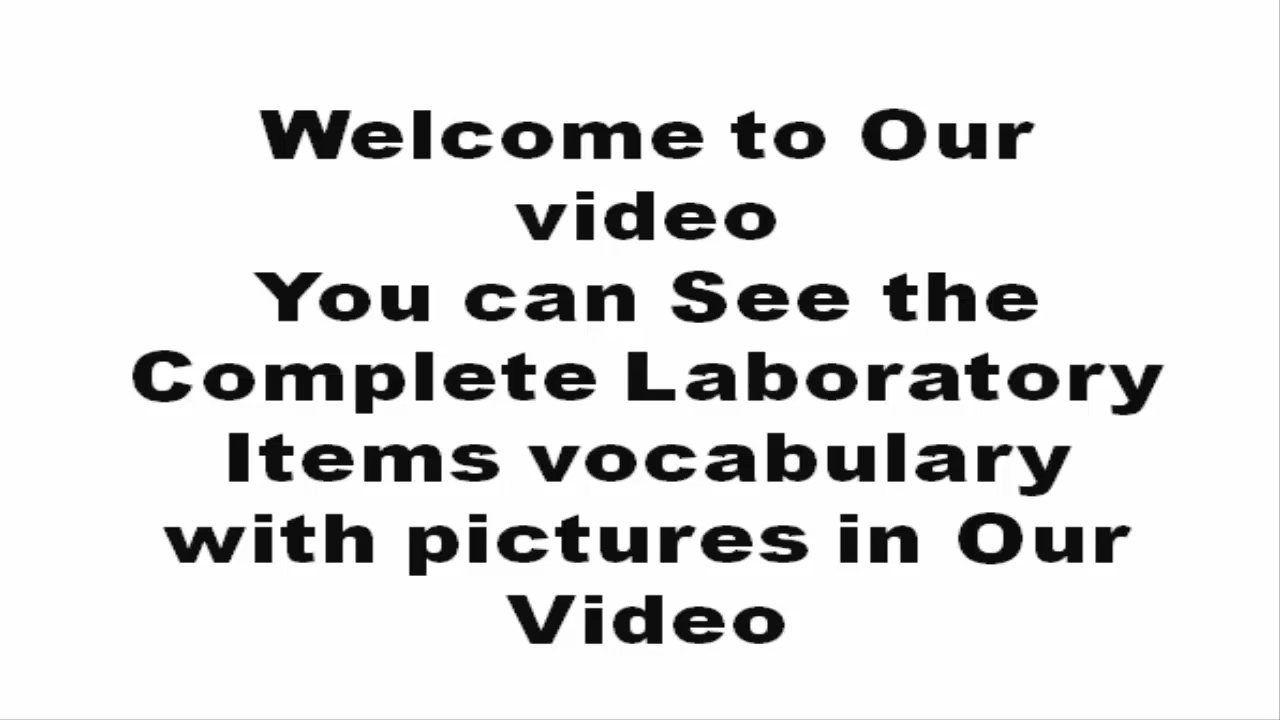 Welcome to Our
video
You can See the
Complete Laboratory
Items vocabulary
with pictures in Our
Video